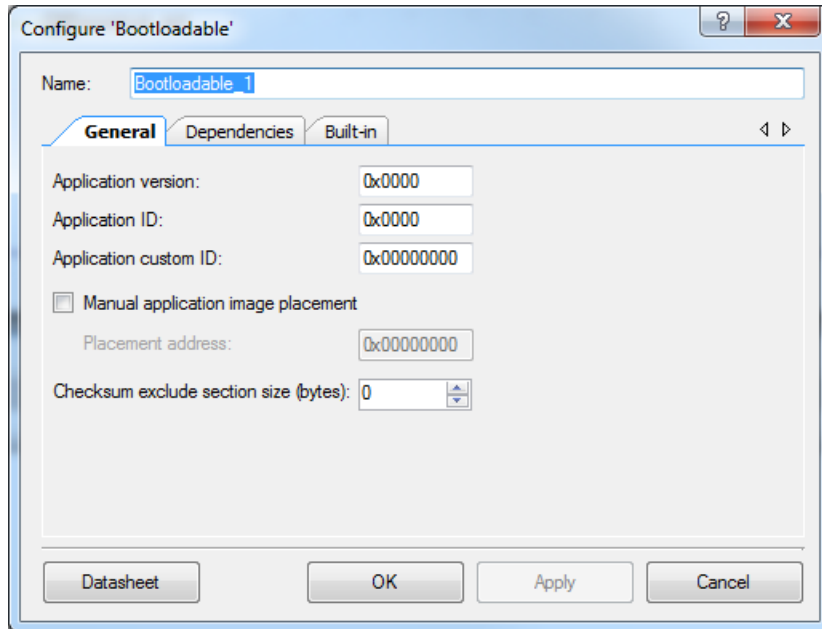 Configure 'Bootloadable'
Name: Bootloadable_1
General Dependencies Built-in
Application version: 0x0000
Application ID: 0x0000
Application custom ID: 0x00000000
Manual application image placement
Placement address: 0x00000000
Checksum exclude section size (bytes): 0
Datasheet OK Apply Cancel